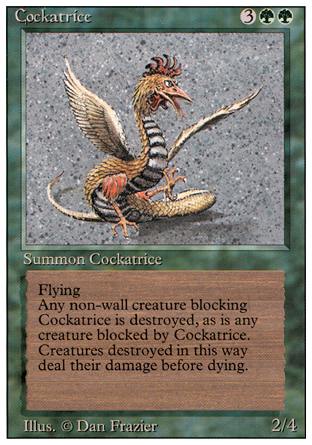 Cockatrice 3
Summon Cockatrice
Flying
Any non-wall creature blocking
Cockatrice is destroyed, as is any
creature blocked by Cockatrice.
Creatures destroyed in this way
deal their damage before dying.
Illus. © Dan Frazier 2/4